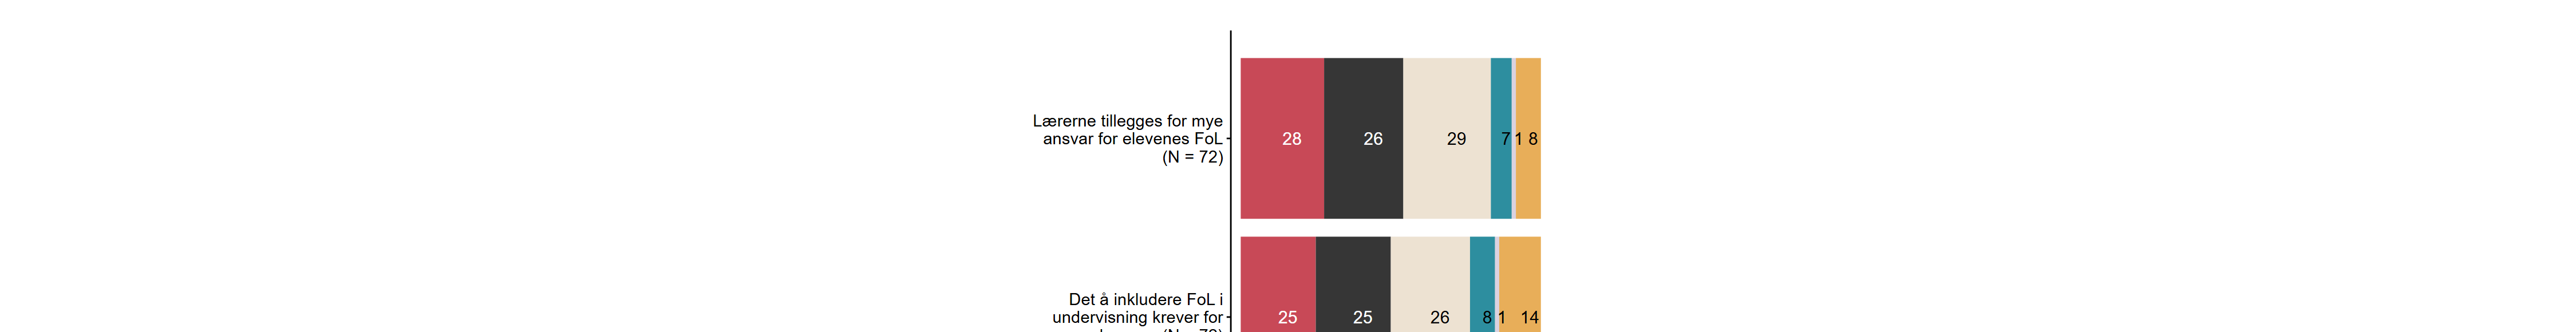 Lærerne tillegges for mye
ansvar for elevenes FoL
(N = 72)
28 26 29 7 1 8
Det å inkludere FoL i
undervisning krever for
25 25 26 8 1 14